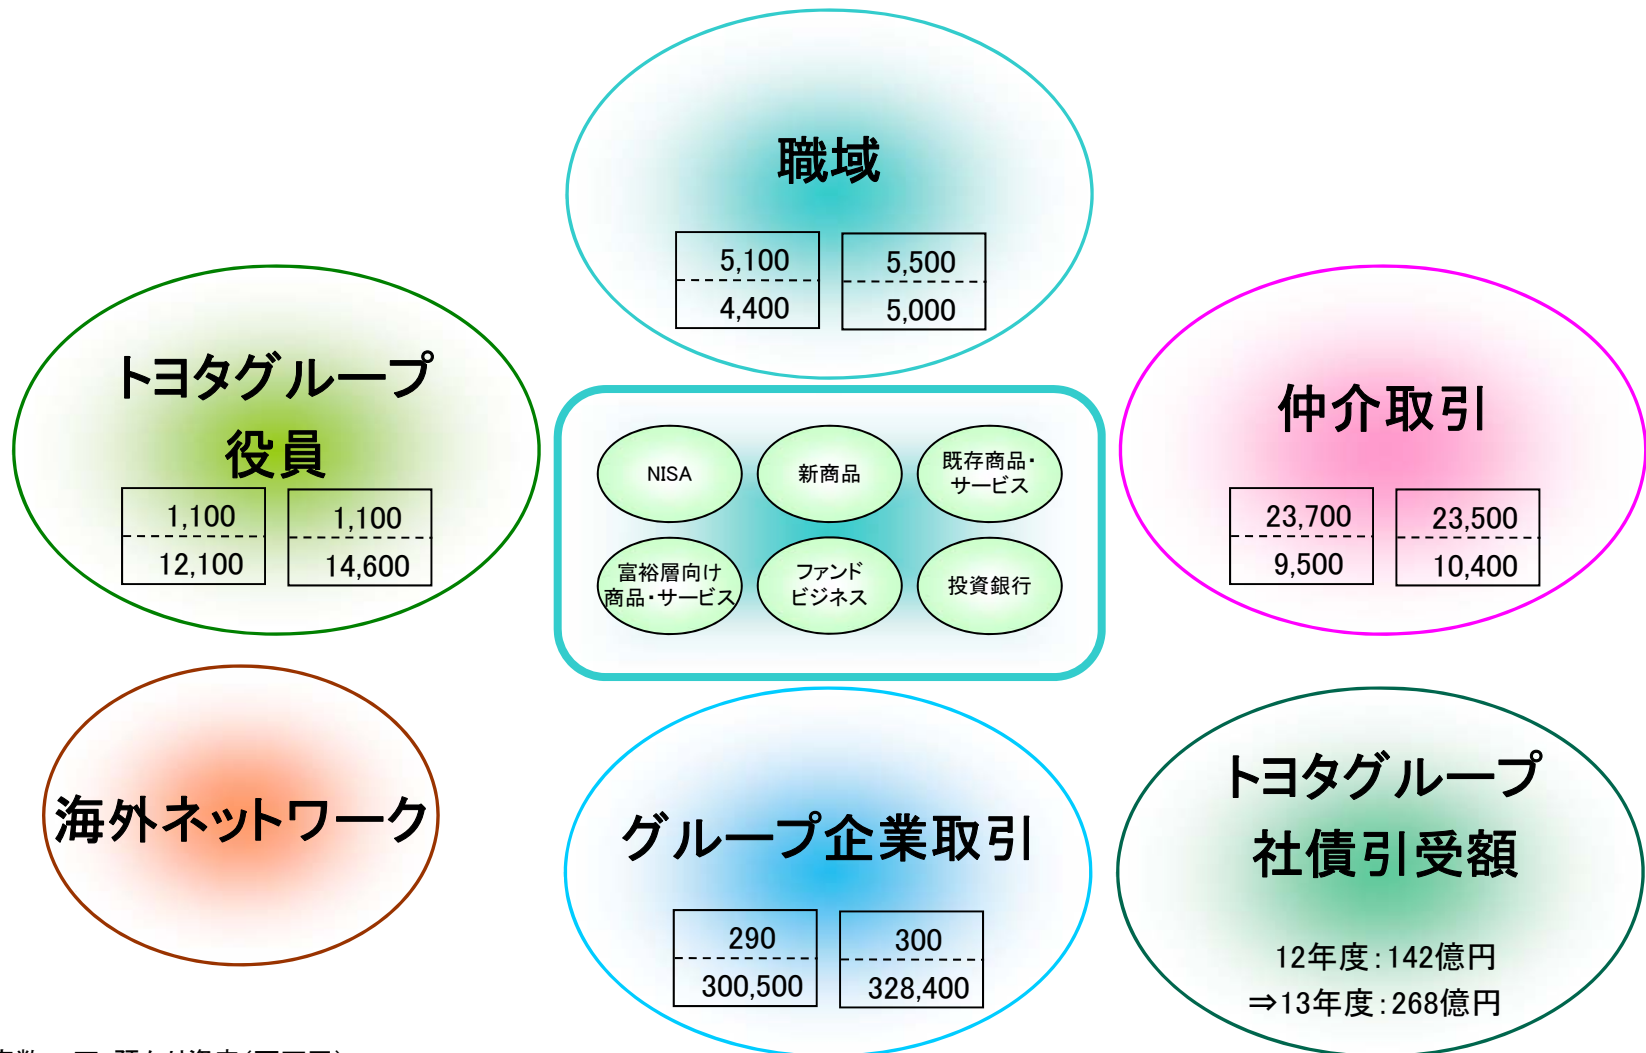 職域
5,100
4,400
5,500
5,000
トヨタグループ
役員
1,100
12,100
1,100
14,600
仲介取引
23,700
9,500
23,500
10,400
NISA
新商品
既存商品・
サービス
富裕層向け
商品・サービス
ファンド
ビジネス
投資銀行
海外ネットワーク
グループ企業取引
290
300,500
300
328,400
トヨタグループ
社債引受額
12年度:142億円
⇒13年度:268億円